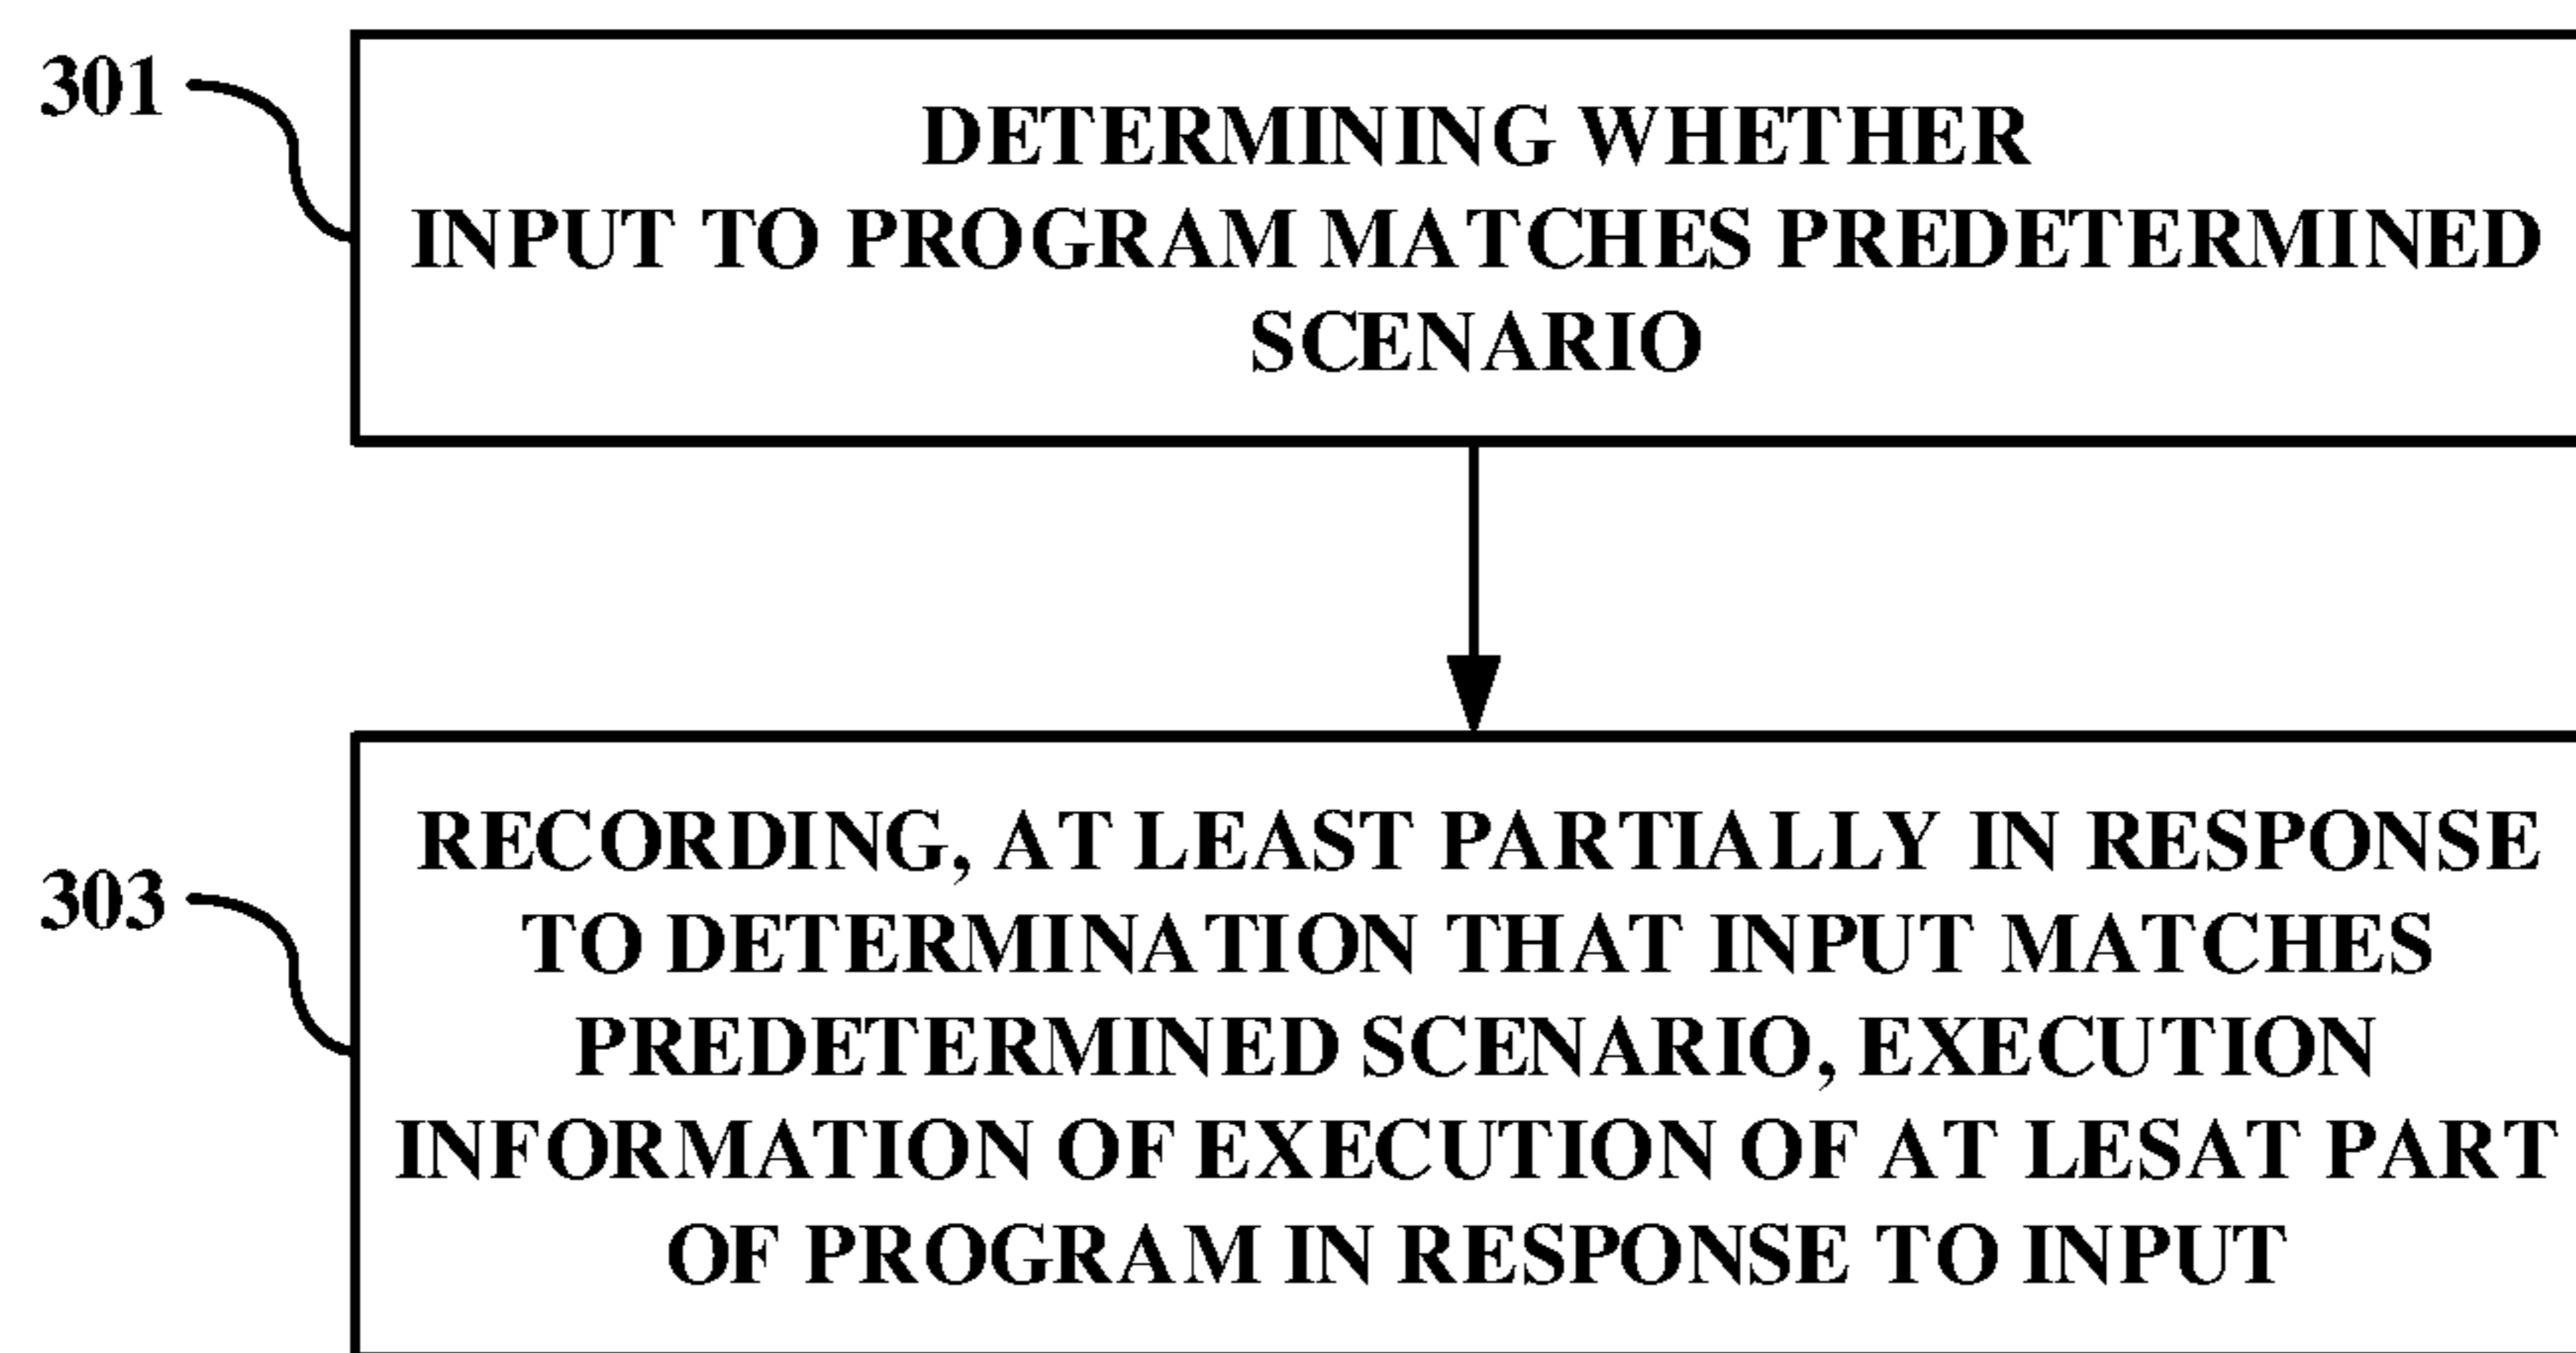 301
DETERMINING WHETHER
INPUT TO PROGRAM MATCHES PREDETERMINED
SCENARIO
303
RECORDING, AT LEAST PARTIALLY IN RESPONSE
TO DETERMINATION THAT INPUT MATCHES
PREDETERMINED SCENARIO, EXECUTION
INFORMATION OF EXECUTION OF AT LESAT PART
OF PROGRAM IN RESPONSE TO INPUT